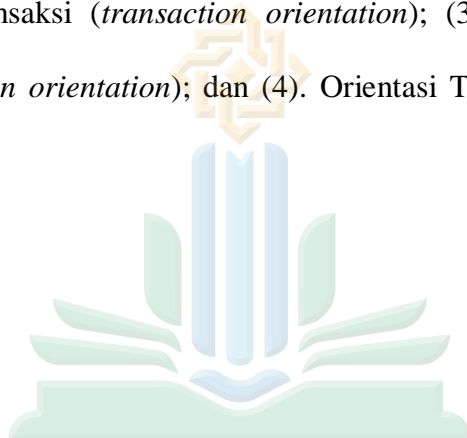 nsaksi (transaction orientation); (3
n orientation); dan (4). Orientasi T